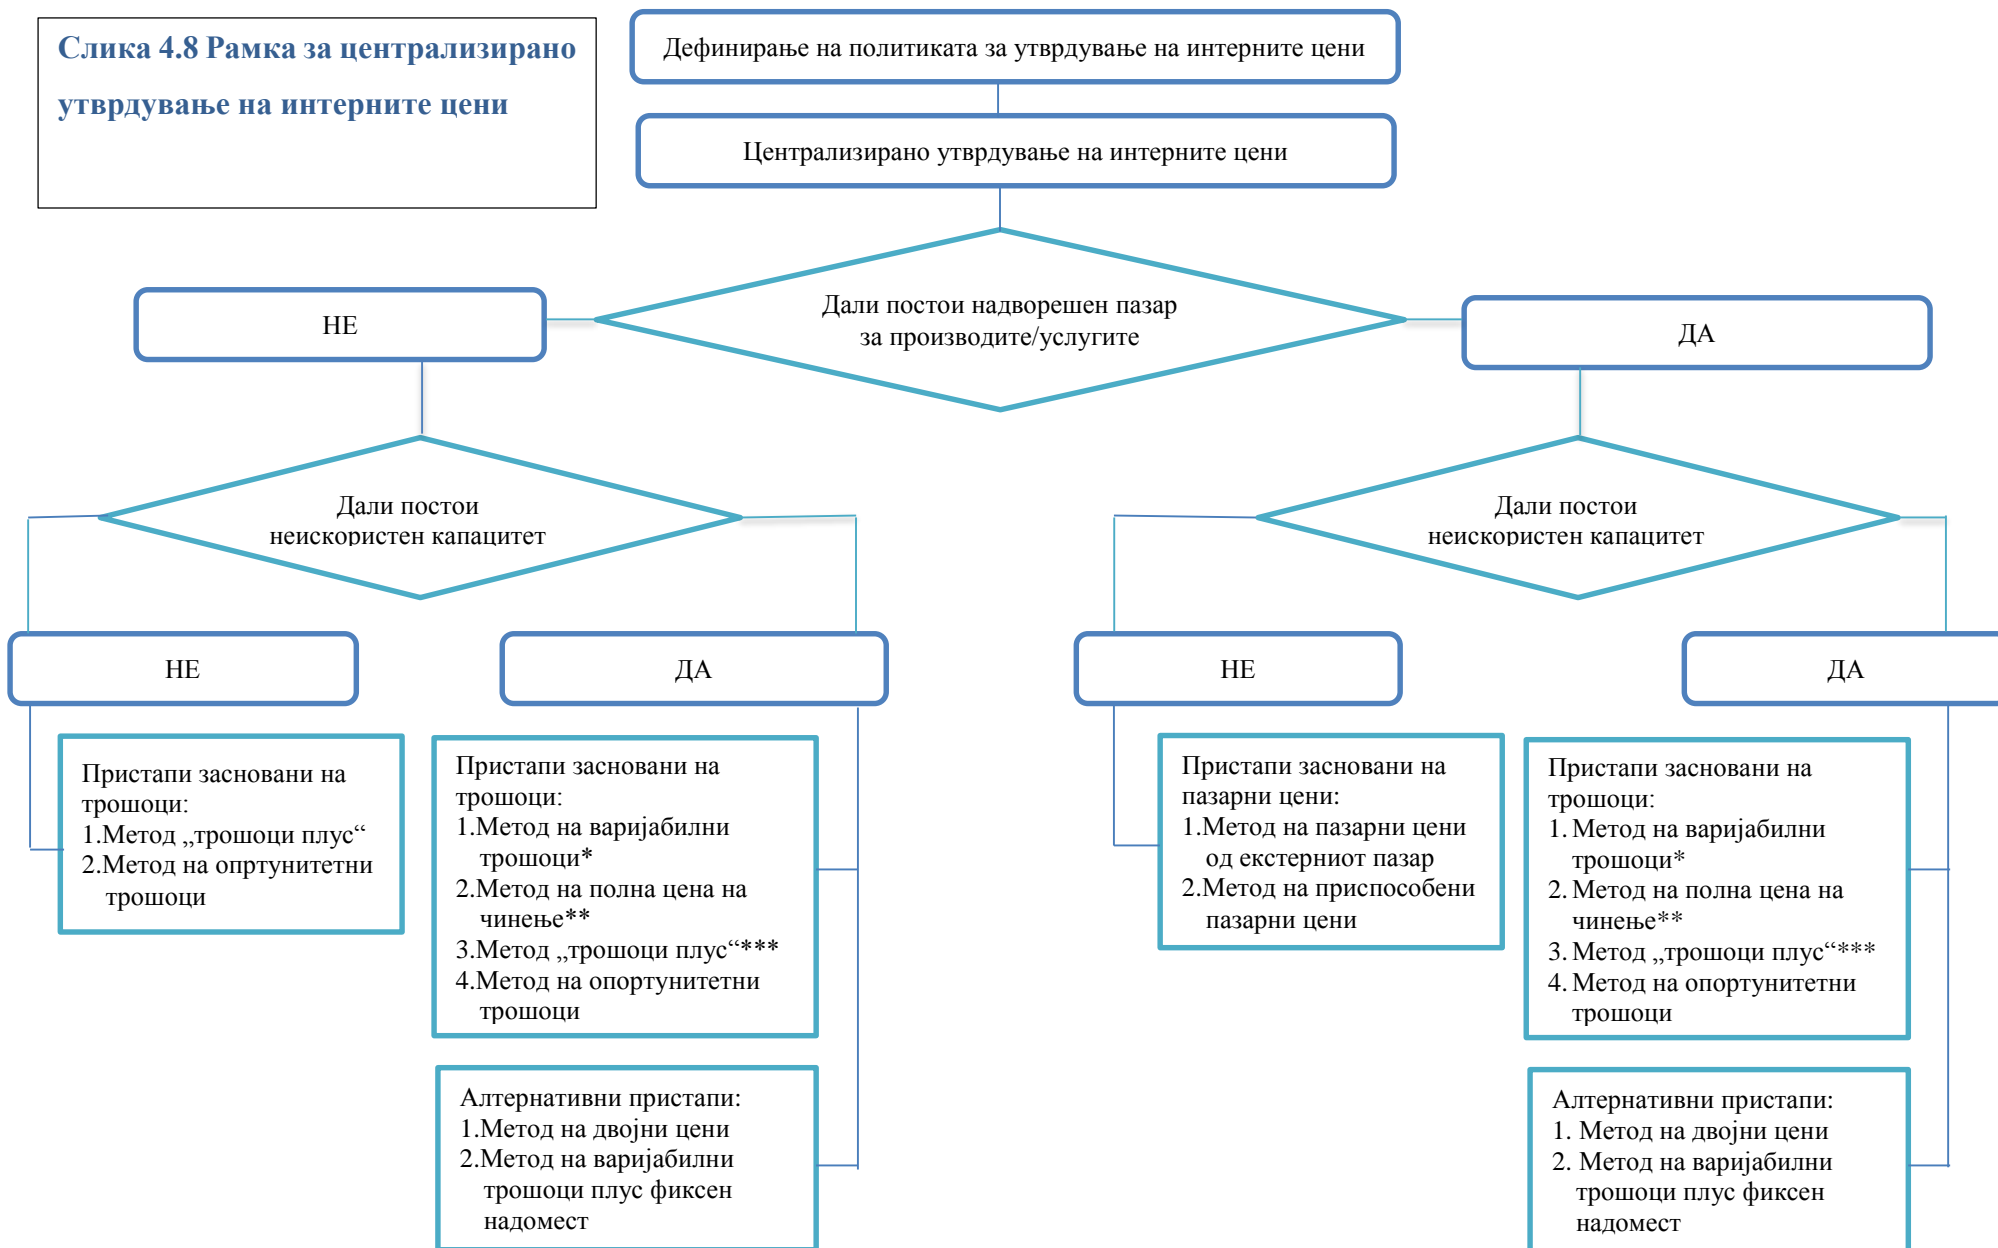 Слика 4.8 Рамка за централизирано
утврдување на интерните цени
Дефинирање на политиката за утврдување на интерните цени
Централизирано утврдување на интерните цени
Дали постои надворешен пазар
за производите/услугите
НЕ
ДА
Дали постои
неискористен капацитет
Дали постои
неискористен капацитет
НЕ
ДА
НЕ
ДА
Пристапи засновани на
трошоци:
1.Метод „трошоци плус“
2.Метод на опртунитетни
трошоци
Пристапи засновани на
трошоци:
1.Метод на варијабилни
трошоци*
2.Метод на полна цена на
чинење**
3.Метод „трошоци плус“***
4.Метод на опортунитетни
трошоци
Алтернативни пристапи:
1.Метод на двојни цени
2.Метод на варијабилни
трошоци плус фиксен
надомест
Пристапи засновани на
пазарни цени:
1.Метод на пазарни цени
од екстерниот пазар
2.Метод на приспособени
пазарни цени
Пристапи засновани на
трошоци:
1. Метод на варијабилни
трошоци*
2. Метод на полна цена на
чинење**
3. Метод „трошоци плус“***
4. Метод на опортунитетни
трошоци
Алтернативни пристапи:
1. Метод на двојни цени
2. Метод на варијабилни
трошоци плус фиксен
надомест